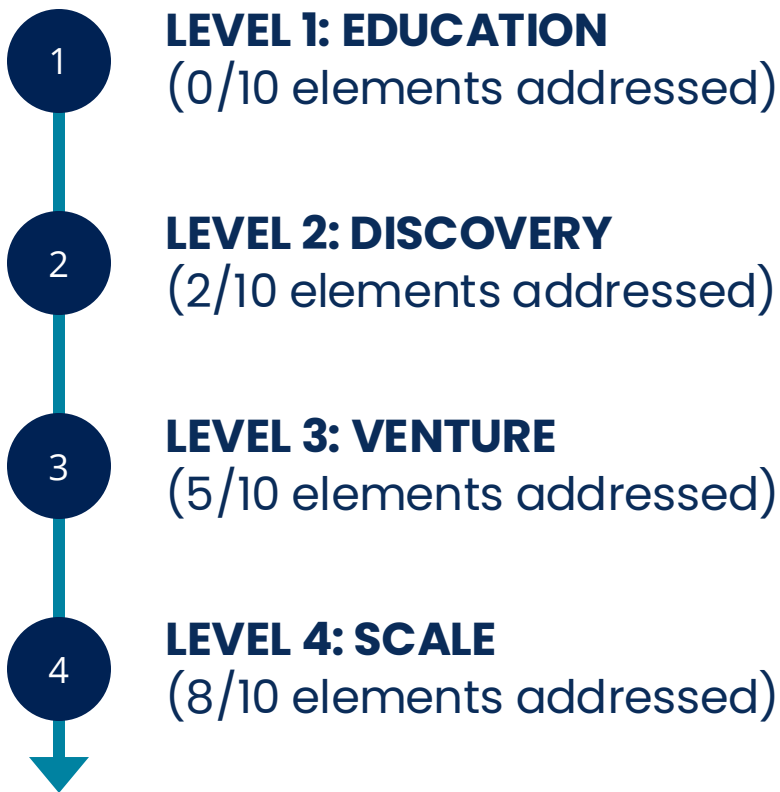 1
LEVEL 1: EDUCATION
(0/10 elements addressed)
2
LEVEL 2: DISCOVERY
(2/10 elements addressed)
3
LEVEL 3: VENTURE
(5/10 elements addressed)
4
LEVEL 4: SCALE
(8/10 elements addressed)